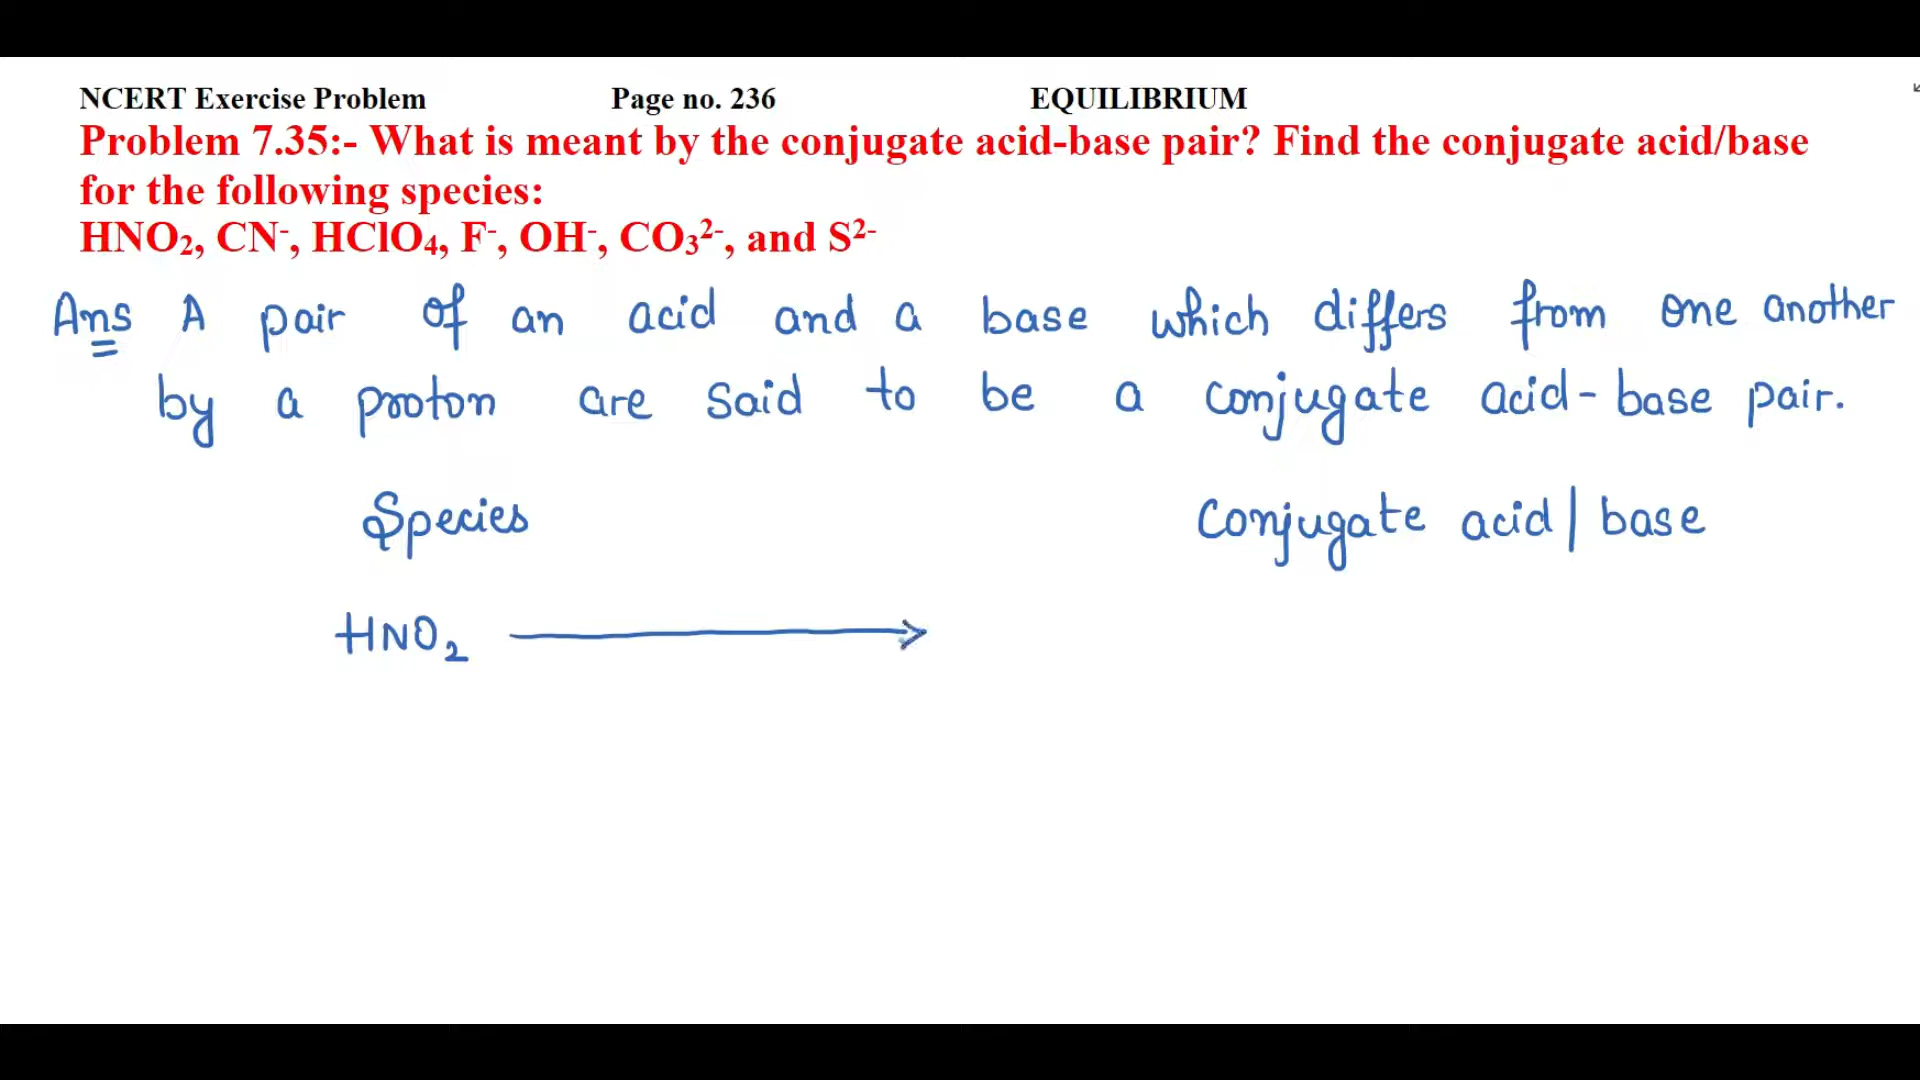 NCERT Exercise Problem Page no. 236 EQUILIBRIUM
Problem 7.35:- What is meant by the conjugate acid-base pair? Find the conjugate acid/base
for the following species:
HNO₂, CN⁻, HClO₄, F⁻, OH⁻, CO₃²⁻, and S²⁻
Ans A pair of an acid and a base which differs from one another
by a proton are said to be a conjugate acid-base pair.
Species Conjugate acid | base
HNO₂ ⟶